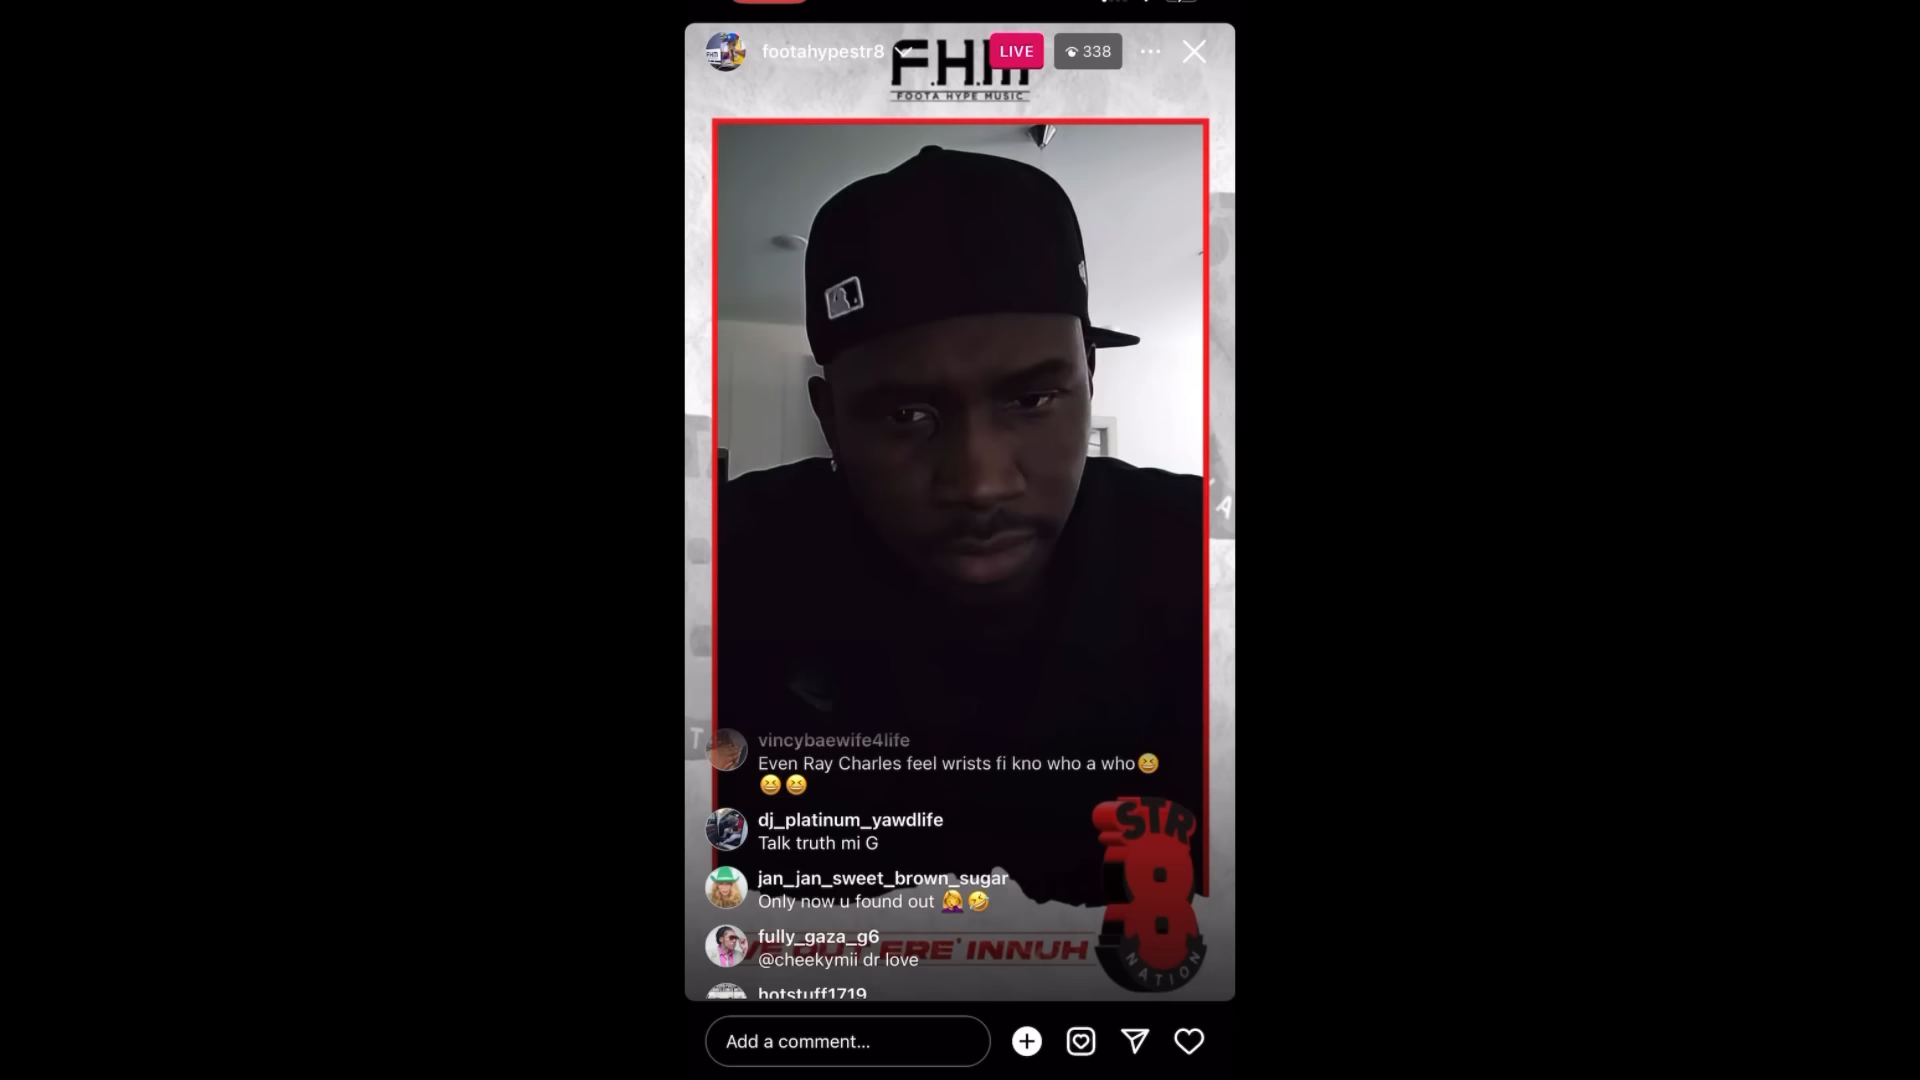 footahypestr8
F.H.M
LIVE
338
FOOTA HYPE MUSIC
vincybaewife4life
Even Ray Charles feel wrists fi kno who a who😆
😆😆
dj_platinum_yawdlife
Talk truth mi G
STR
8
jan_jan_sweet_brown_sugar
Only now u found out 🤦‍♀️🤣
fully_gaza_g6
@cheekymii dr love
ERE' INNUH
NATION
hotstuff1719
Add a comment...